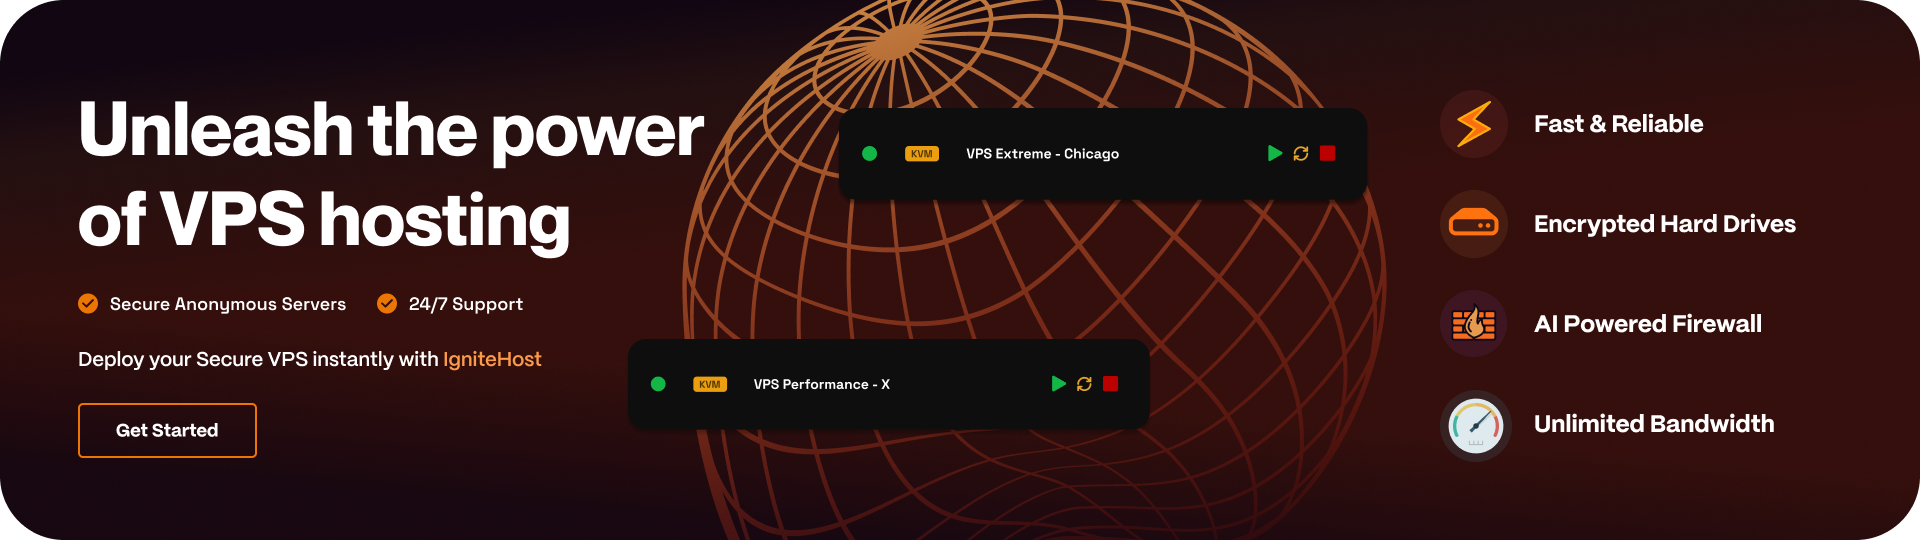 Unleash the power
of VPS hosting
Secure Anonymous Servers
24/7 Support
Deploy your Secure VPS instantly with IgniteHost
Get Started
KVM
VPS Extreme - Chicago
KVM
VPS Performance - X
Fast & Reliable
Encrypted Hard Drives
AI Powered Firewall
Unlimited Bandwidth